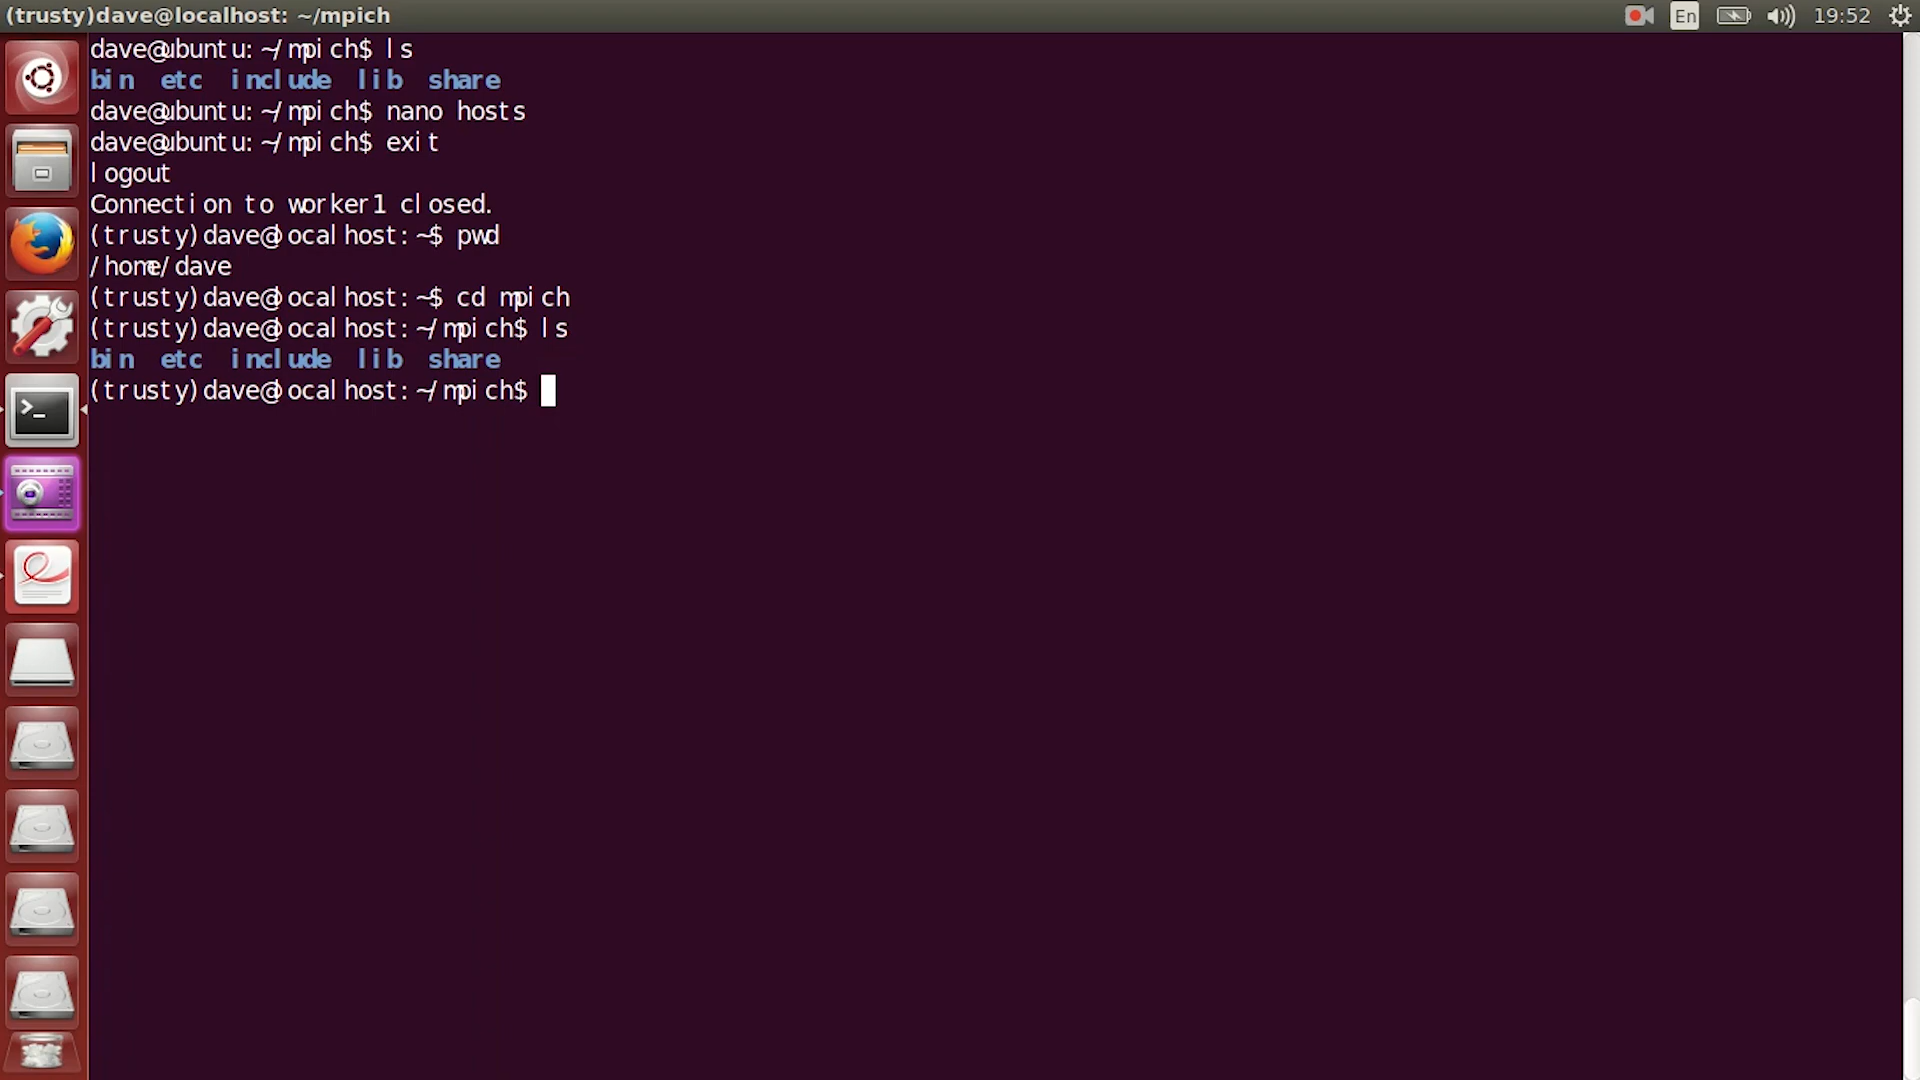 (trusty)dave@localhost: ~/mpich
En
19:52
dave@ubuntu:~/mpich$ ls
bin etc include lib share
dave@ubuntu:~/mpich$ nano hosts
dave@ubuntu:~/mpich$ exit
logout
Connection to worker1 closed.
(trusty)dave@localhost:~$ pwd
/home/dave
(trusty)dave@localhost:~$ cd mpich
(trusty)dave@localhost:~/mpich$ ls
bin etc include lib share
(trusty)dave@localhost:~/mpich$